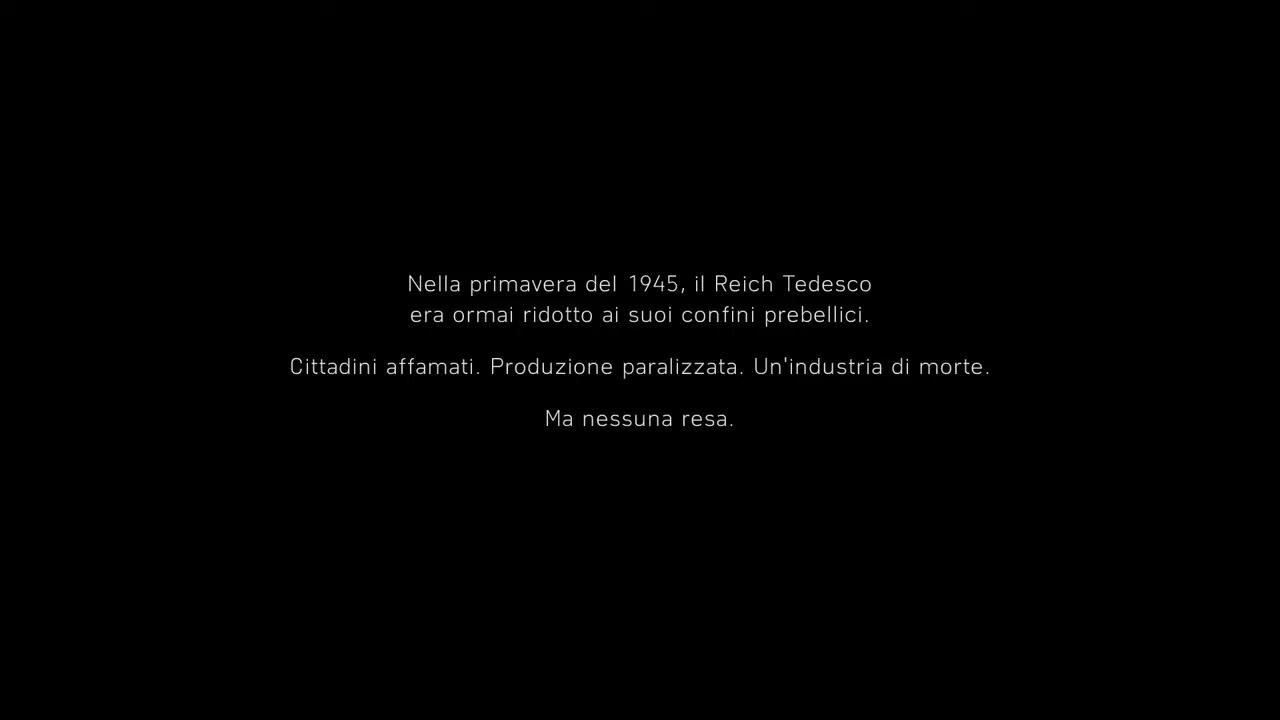 Nella primavera del 1945, il Reich Tedesco
era ormai ridotto ai suoi confini prebellici.
Cittadini affamati. Produzione paralizzata. Un'industria di morte.
Ma nessuna resa.